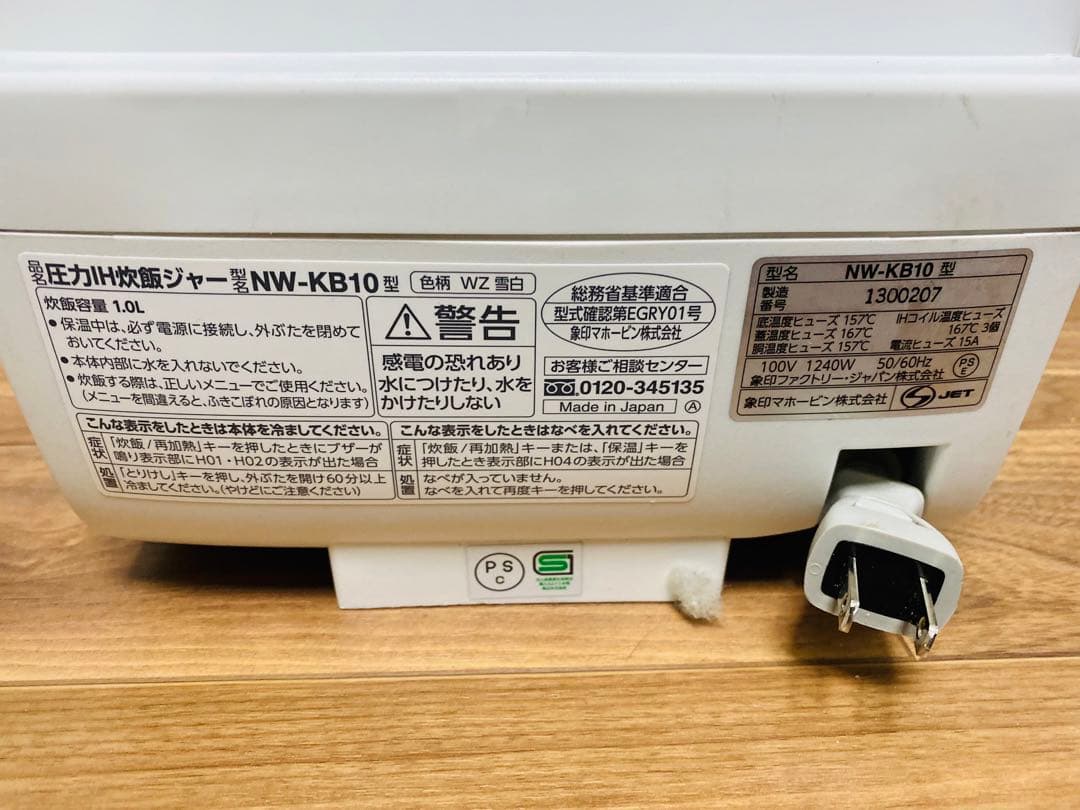 品名 圧力IH炊飯ジャー 型名 NW-KB10 型 色柄 WZ 雪白
炊飯容量 1.0L
●保温中は、必ず電源に接続し、外ぶたを閉めて
おいてください。
●本体内部に水を入れないでください。
●炊飯する際は、正しいメニューでご使用ください。
(メニューを間違えると、ふきこぼれの原因となります)
警告
感電の恐れあり
水につけたり、水を
かけたりしない
総務省基準適合
型式確認第EGRY01号
象印マホービン株式会社
お客様ご相談センター
0120-345135
Made in Japan Ⓐ
こんな表示をしたときは本体を冷ましてください。
症状 「炊飯/再加熱」キーを押したときにブザーが
鳴り表示部にH01・H02の表示が出た場合
処置 「とりけし」キーを押し、外ぶたを開け60分以上
冷ましてください。(やけどにご注意ください)
こんな表示をしたときはなべを入れてください。
症状 「炊飯/再加熱」キーまたは、「保温」キーを
押したとき表示部にH04の表示が出た場合
処置 なべが入っていません。
なべを入れて再度キーを押してください。
型名 NW-KB10 型
製造番号 1300207
底温度ヒューズ 157℃ IHコイル温度ヒューズ
蓋温度ヒューズ 167℃ 167℃ 3個
胴温度ヒューズ 157℃ 電流ヒューズ 15A
100V 1240W 50/60Hz PSE
象印ファクトリー・ジャパン株式会社
象印マホービン株式会社 JET
PSC